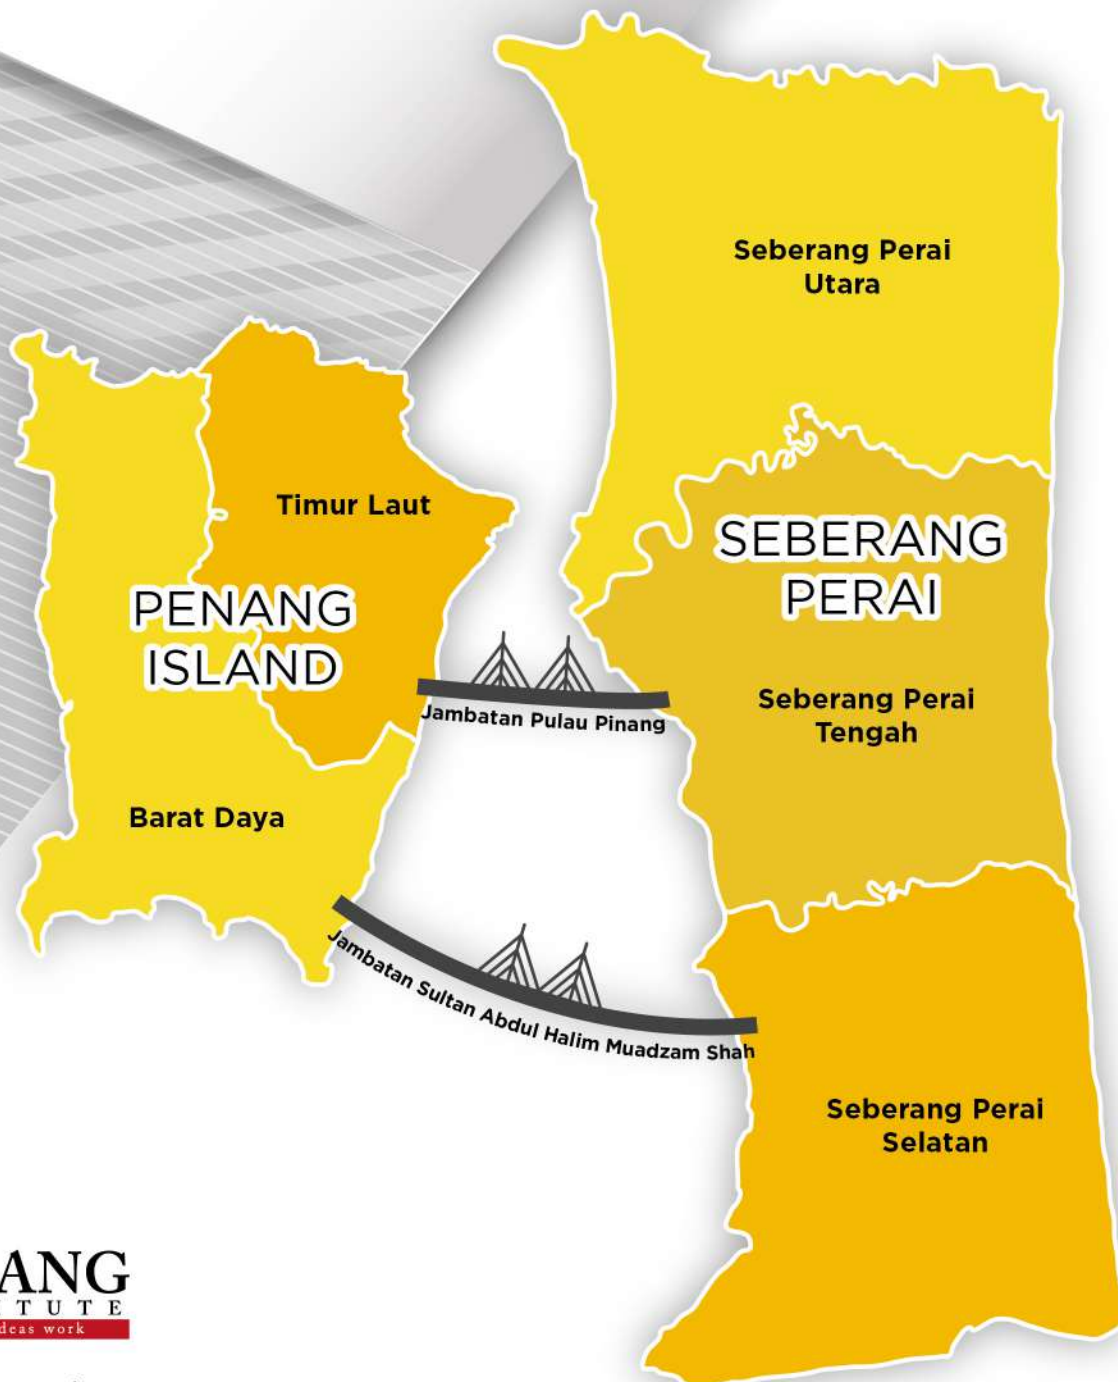 Seberang Perai
Utara
Timur Laut
SEBERANG
PERAI
PENANG
ISLAND
Seberang Perai
Tengah
Jambatan Pulau Pinang
Barat Daya
Jambatan Sultan Abdul Halim Muadzam Shah
Seberang Perai
Selatan
ANG
ITUTE
deas work